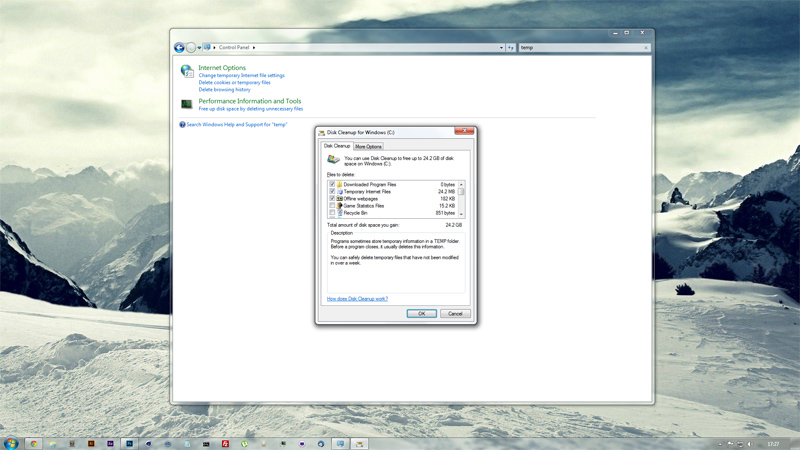 Control Panel
temp
Internet Options
Change temporary Internet file settings
Delete cookies or temporary files
Delete browsing history
Performance Information and Tools
Free up disk space by deleting unnecessary files
Search Windows Help and Support for "temp"
Disk Cleanup for Windows (C:)
Disk Cleanup
More Options
You can use Disk Cleanup to free up to 24.2 GB of disk
space on Windows (C:).
Files to delete:
Downloaded Program Files 0 bytes
Temporary Internet Files 24.2 MB
Offline webpages 182 KB
Game Statistics Files 15.2 KB
Recycle Bin 851 bytes
Total amount of disk space you gain: 24.2 GB
Description
Programs sometimes store temporary information in a TEMP folder.
Before a program closes, it usually deletes this information.
You can safely delete temporary files that have not been modified
in over a week.
How does Disk Cleanup work?
OK
Cancel
17:27